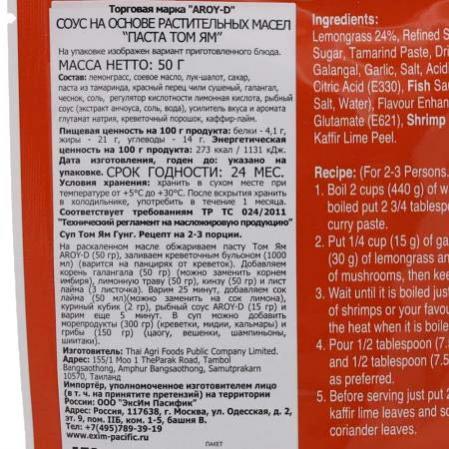 Торговая марка "AROY-D"
СОУС НА ОСНОВЕ РАСТИТЕЛЬНЫХ МАСЕЛ
"ПАСТА ТОМ ЯМ"
На упаковке изображен вариант приготовленного блюда.
МАССА НЕТТО: 50 Г
Состав: лемонграсс, соевое масло, лук-шалот, сахар,
паста из тамаринда, красный перец чили сушеный, галангал,
чеснок, соль, регулятор кислотности лимонная кислота, рыбный
соус (экстракт анчоуса, соль, вода), усилитель вкуса и аромата
глутамат натрия, креветочный порошок, каффир-лайм.
Пищевая ценность на 100 г продукта: белки - 4,1 г,
жиры - 21 г, углеводы - 14 г. Энергетическая
ценность на 100 г продукта: 273 ккал / 1131 кДж.
Дата изготовления, годен до: указано на
упаковке. СРОК ГОДНОСТИ: 24 МЕС.
Условия хранения: хранить в сухом месте при
температуре от +5°С до +30°С. После вскрытия хранить
в холодильнике, употребить в течение 1 месяца.
Соответствует требованиям ТР ТС 024/2011
"Технический регламент на масложировую продукцию"
Суп Том Ям Гунг. Рецепт на 2-3 порции.
На раскаленном масле обжариваем пасту Том Ям
AROY-D (50 гр), заливаем креветочным бульоном (1000
мл) (варится на панцирях от креветок). Добавляем
корень галангала (50 гр) (можно заменить корнем
имбиря), лимонную траву (50 гр), кинзу (50 гр) и лист
лайма (3 листочка). Варим 25 минут, добавляем сок
лайма (50 мл)(можно заменить на сок лимона),
куриный кубик (2 гр), рыбный соус AROY-D (15 гр) и
варим еще 5 минут. В суп можно добавить
морепродукты (300 гр) (креветки, мидии, кальмары) и
грибы (150 гр) (цаогу, вешенки, шампиньоны,
шиитаки).
Изготовитель: Thai Agri Foods Public Company Limited.
Адрес: 155/1 Moo 1 TheParak Road, Tambol
Bangsaothong, Amphur Bangsaothong, Samutprakarn
10570, Таиланд
Импортёр, уполномоченное изготовителем лицо
(в т. ч. на принятите претензий) на территории
России: ООО "ЭксИм Пасифик"
Адрес: Россия, 117638, г. Москва, ул. Одесская, д. 2,
эт. 9, пом. IIБ, ком. 1-5, башня В.
Тел: +7(495)789-39-19
www.exim-pacific.ru
ПАКЕТ
Ingredients:
Lemongrass 24%, Refined S
Sugar, Tamarind Paste, Dri
Galangal, Garlic, Salt, Acid
Citric Acid (E330), Fish Sau
Salt, Water), Flavour Enhan
Glutamate (E621), Shrimp
Kaffir Lime Peel.
Recipe: (For 2-3 Persons.
1. Boil 2 cups (440 g) of w
boiled put 2 3/4 tablesp
curry paste.
2. Put 1/4 cup (15 g) of ga
(30 g) of lemongrass an
of mushrooms, then kee
3. Wait until it is boiled jus
of shrimps or your favou
the heat when it is boile
4. Pour 1/2 tablespoon (7.
and 1/2 tablespoon (7.5
as preferred.
5. Before serving just put 2
kaffir lime leaves and so
coriander leaves.